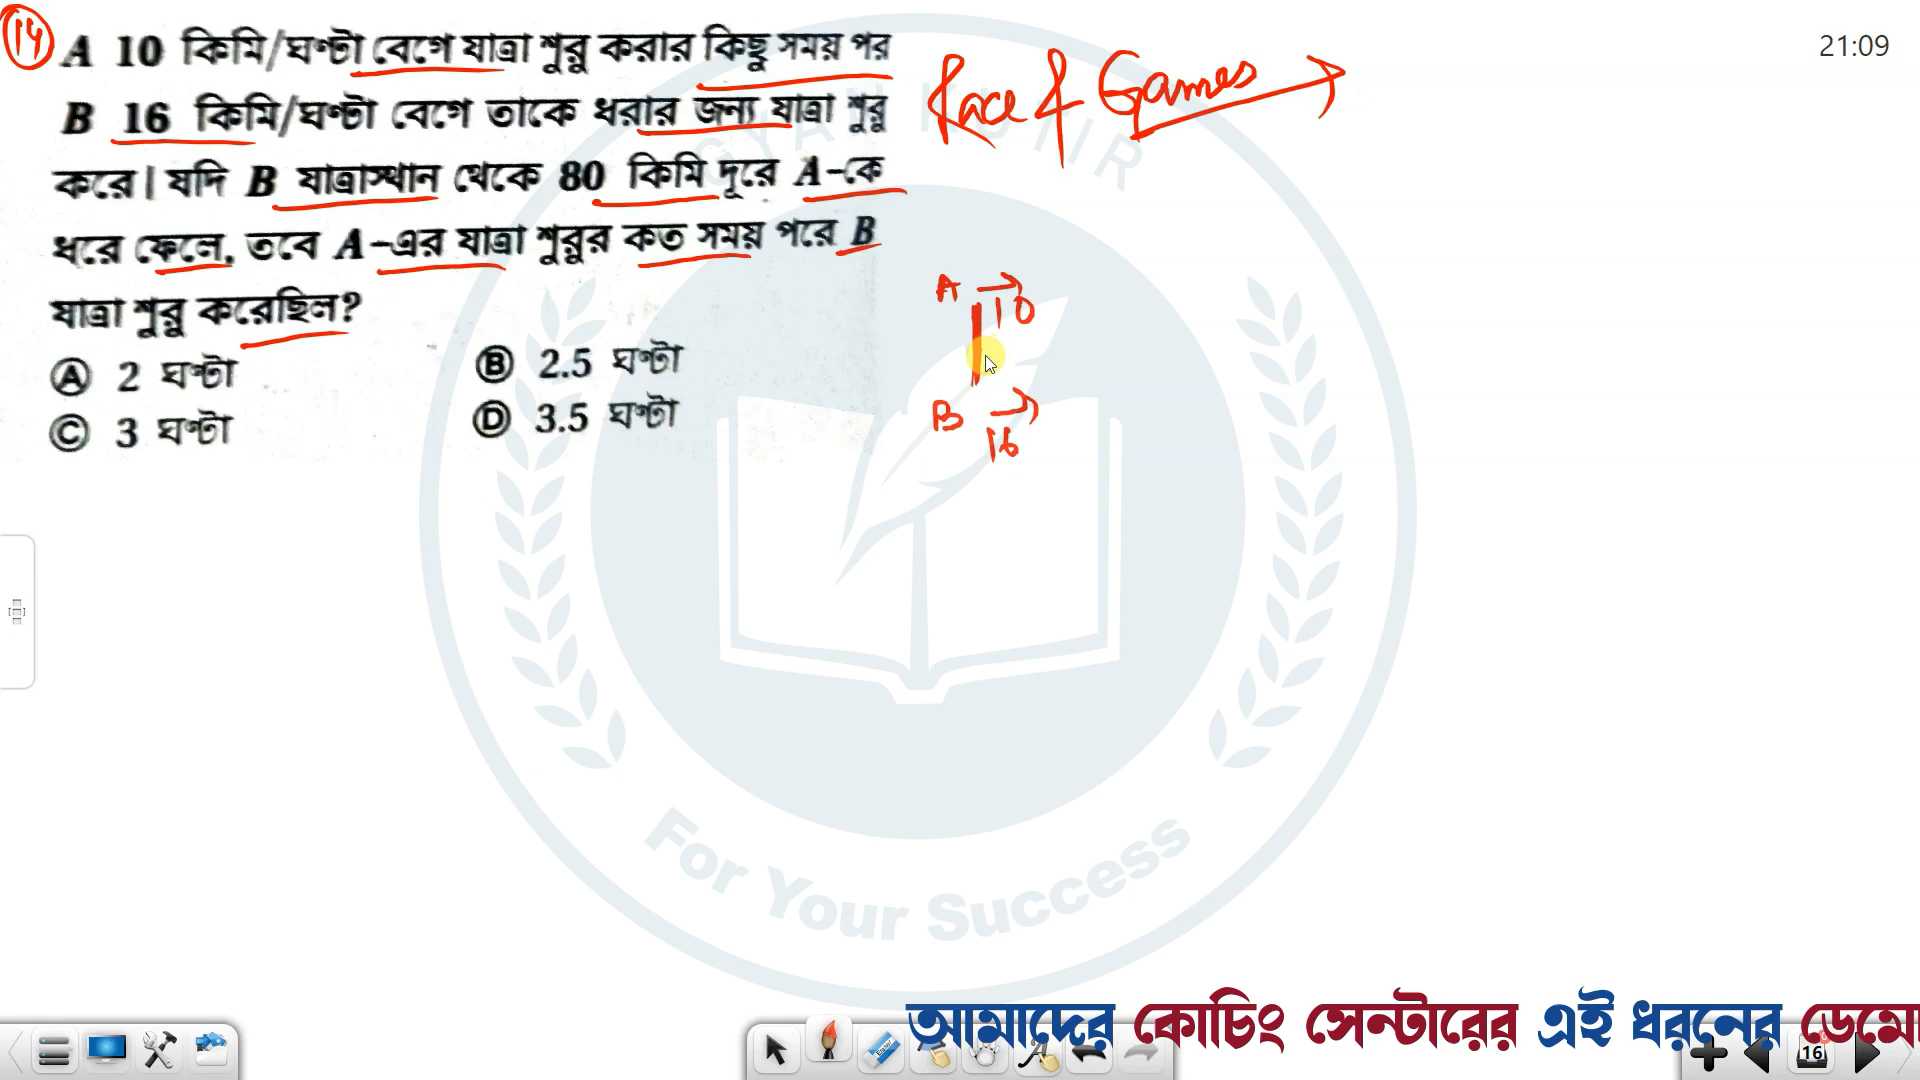 14
A 10 কিমি/ঘণ্টা বেগে যাত্রা শুরু করার কিছু সময় পর
B 16 কিমি/ঘণ্টা বেগে তাকে ধরার জন্য যাত্রা শুরু
করে। যদি B যাত্রাস্থান থেকে 80 কিমি দূরে A-কে
ধরে ফেলে, তবে A-এর যাত্রা শুরুর কত সময় পরে B
যাত্রা শুরু করেছিল?
A 2 ঘণ্টা B 2.5 ঘণ্টা
C 3 ঘণ্টা D 3.5 ঘণ্টা
Race & Games
21:09
A 10
B 16
GYAN KUTIR
For Your Success
আমাদের কোচিং সেন্টারের এই ধরনের
16